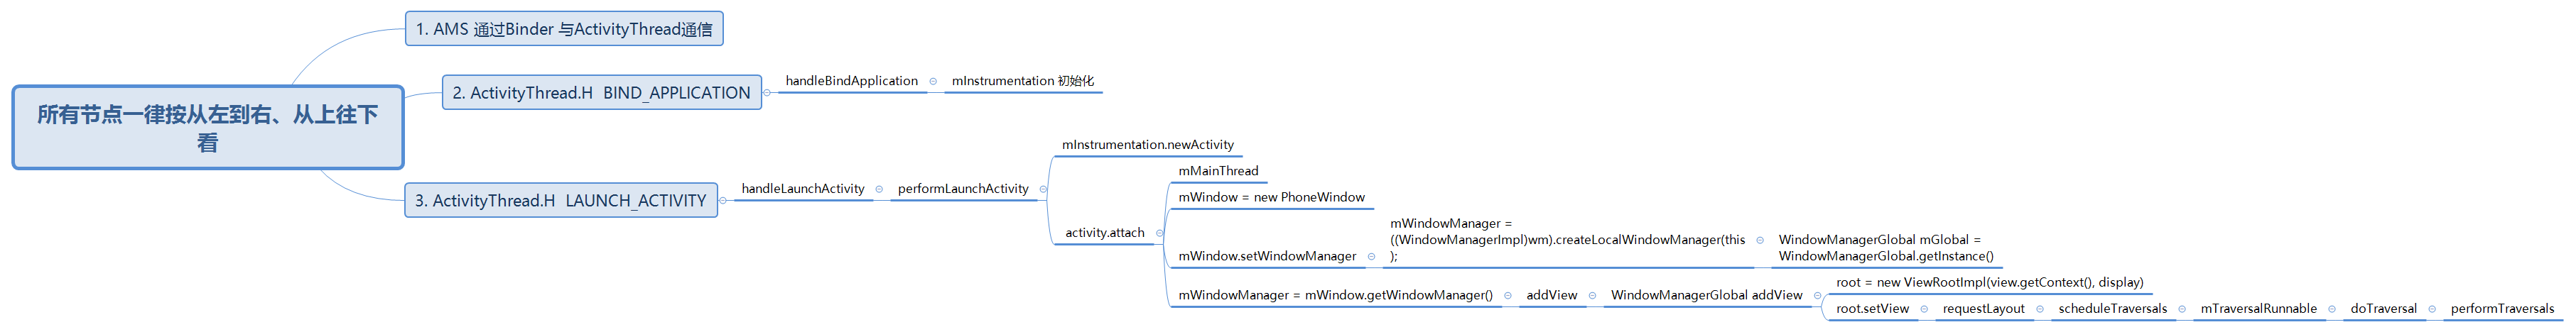 所有节点一律按从左到右、从上往下
看
1. AMS 通过Binder 与ActivityThread通信
2. ActivityThread.H  BIND_APPLICATION
handleBindApplication
mInstrumentation 初始化
3. ActivityThread.H  LAUNCH_ACTIVITY
handleLaunchActivity
performLaunchActivity
mInstrumentation.newActivity
activity.attach
mMainThread
mWindow = new PhoneWindow
mWindow.setWindowManager
mWindowManager =
((WindowManagerImpl)wm).createLocalWindowManager(this
);
WindowManagerGlobal mGlobal =
WindowManagerGlobal.getInstance()
mWindowManager = mWindow.getWindowManager()
addView
WindowManagerGlobal addView
root = new ViewRootImpl(view.getContext(), display)
root.setView
requestLayout
scheduleTraversals
mTraversalRunnable
doTraversal
performTraversals